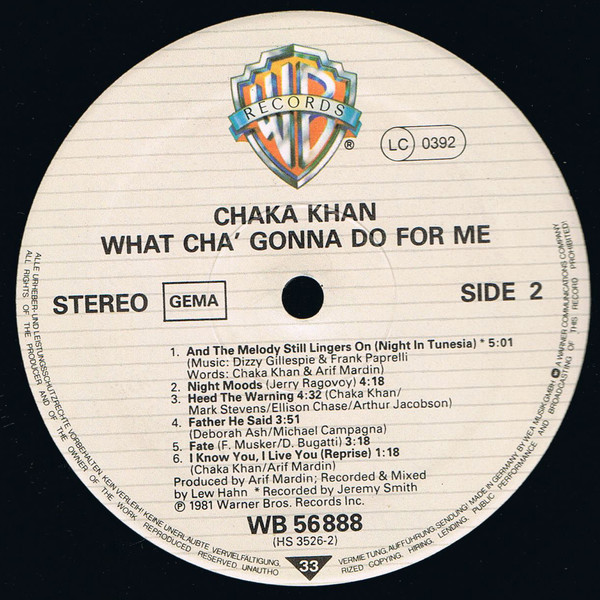 WB
RECORDS
®
LC 0392
CHAKA KHAN
WHAT CHA' GONNA DO FOR ME
STEREO GEMA SIDE 2
1. And The Melody Still Lingers On (Night In Tunesia) * 5:01
(Music: Dizzy Gillespie & Frank Paprelli
Words: Chaka Khan & Arif Mardin)
2. Night Moods (Jerry Ragovoy) 4:18
3. Heed The Warning 4:32 (Chaka Khan/
Mark Stevens/Ellison Chase/Arthur Jacobson)
4. Father He Said 3:51
(Deborah Ash/Michael Campagna)
5. Fate (F. Musker/D. Bugatti) 3:18
6. I Know You, I Live You (Reprise) 1:18
(Chaka Khan/Arif Mardin)
Produced by Arif Mardin; Recorded & Mixed
by Lew Hahn * Recorded by Jeremy Smith
℗ 1981 Warner Bros. Records Inc.
WB 56 888
(HS 3526-2)
33
ALLE URHEBER- UND LEISTUNGSSCHUTZRECHTE VORBEHALTEN. KEIN VERLEIH! KEINE UNERLAUBTE VERVIELFÄLTIGUNG, VERMIETUNG, AUFFÜHRUNG, SENDUNG! MADE IN GERMANY BY WEA MUSIK GMBH A WARNER COMMUNICATIONS COMPANY
ALL RIGHTS OF THE PRODUCER AND OF THE OWNER OF THE WORK REPRODUCED RESERVED. UNAUTHORIZED COPYING, HIRING, LENDING, PUBLIC PERFORMANCE AND BROADCASTING OF THIS RECORD PROHIBITED!